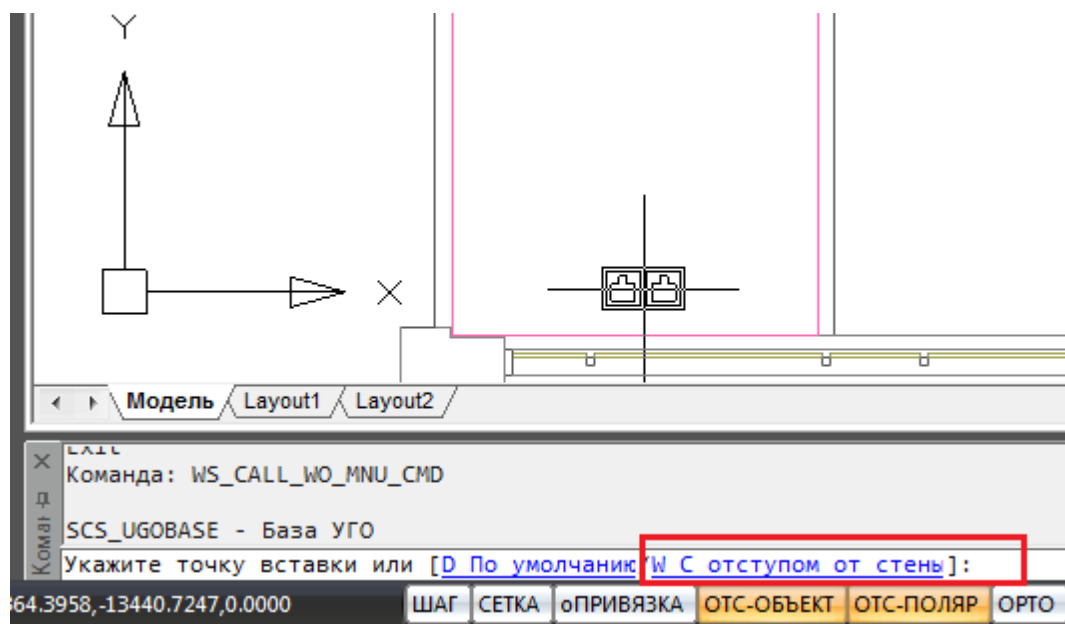 Y
X
Модель Layout1 Layout2
EXIT
Команда: WS_CALL_WO_MNU_CMD
SCS_UGOBASE - База УГО
Укажите точку вставки или [D По умолчанию/W С отступом от стены]:
64.3958,-13440.7247,0.0000 ШАГ СЕТКА оПРИВЯЗКА ОТС-ОБЪЕКТ ОТС-ПОЛЯР ОРТО